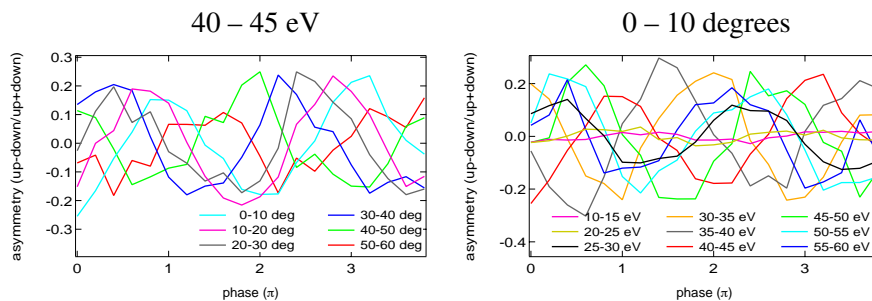 40 – 45 eV
0 – 10 degrees
asymmetry (up-down/up+down)
0.3
0.2
0.1
0.0
-0.1
-0.2
-0.3
0-10 deg
10-20 deg
20-30 deg
30-40 deg
40-50 deg
50-60 deg
0
1
2
3
phase (π)
asymmetry (up-down/up+down)
0.2
0.0
-0.2
-0.4
10-15 eV
20-25 eV
25-30 eV
30-35 eV
35-40 eV
40-45 eV
45-50 eV
50-55 eV
55-60 eV
0
1
2
3
phase (π)